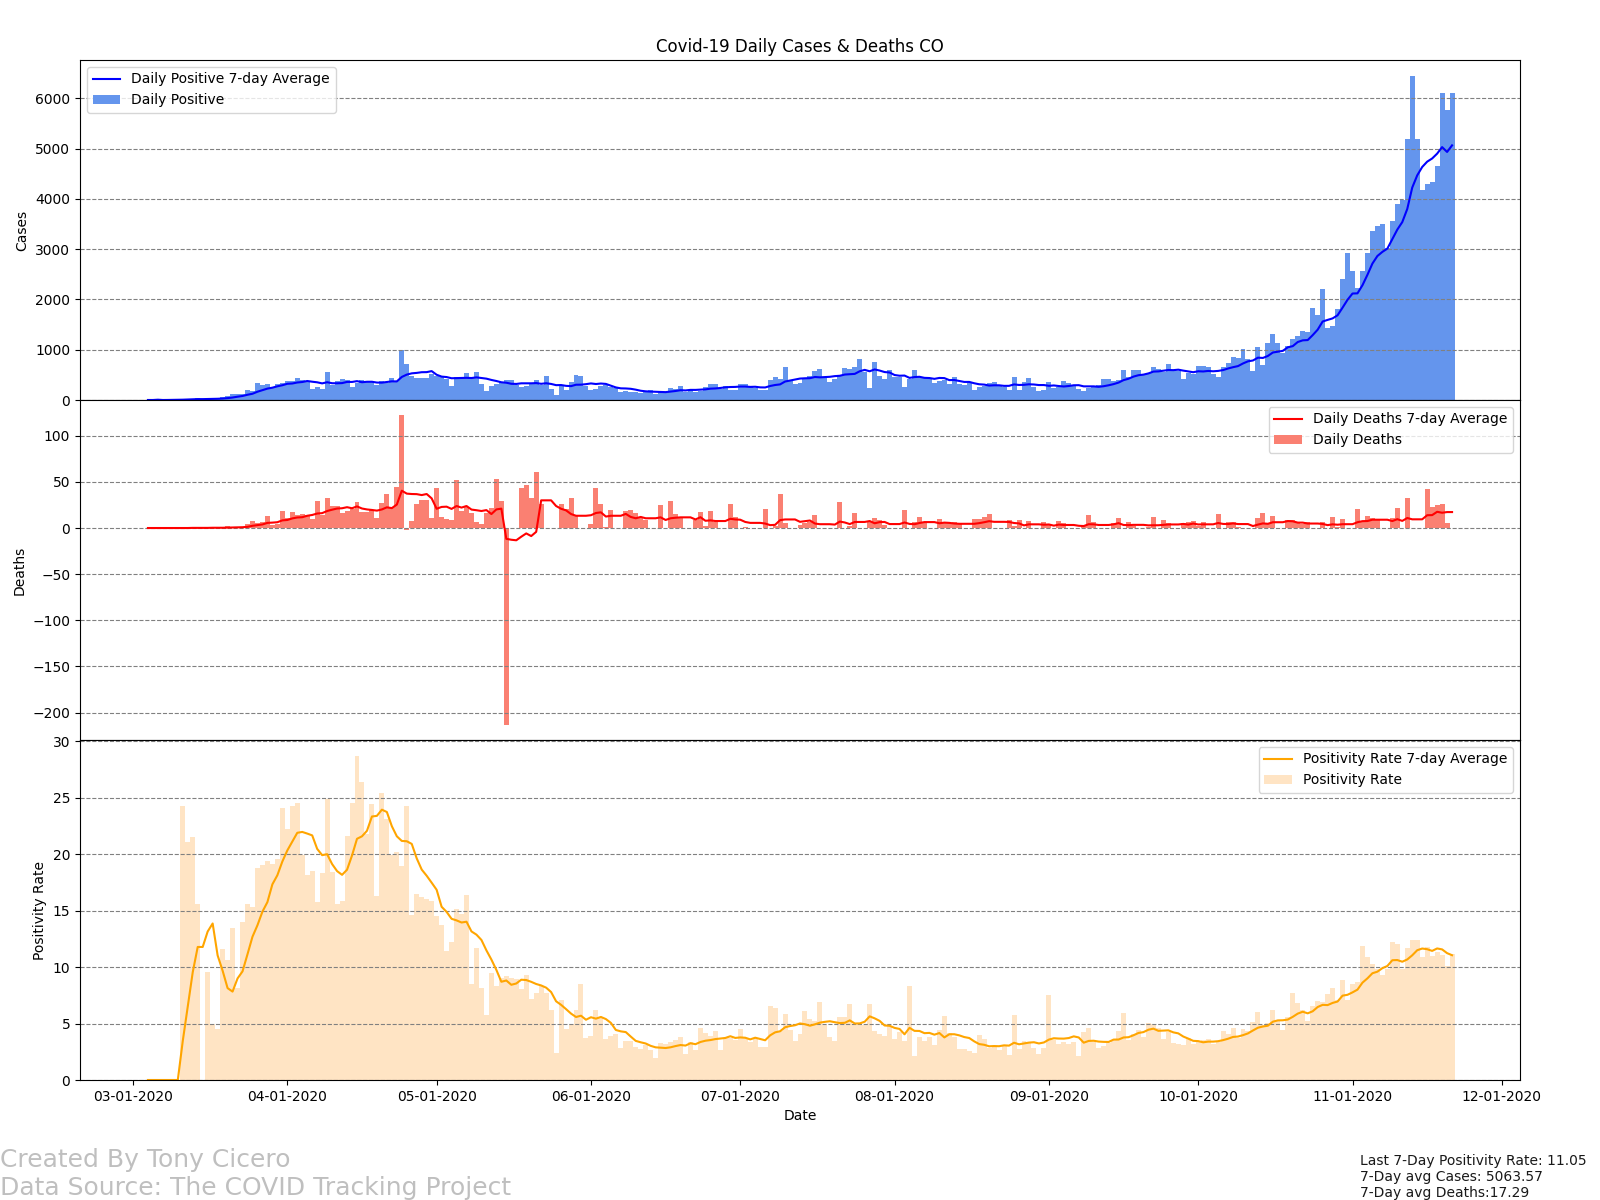 Covid-19 Daily Cases & Deaths CO
Daily Positive 7-day Average
Daily Positive
6000
5000
4000
3000
2000
1000
0
Cases
Daily Deaths 7-day Average
Daily Deaths
100
50
0
−50
−100
−150
−200
Deaths
Positivity Rate 7-day Average
Positivity Rate
30
25
20
15
10
5
0
Positivity Rate
03-01-2020 04-01-2020 05-01-2020 06-01-2020 07-01-2020 08-01-2020 09-01-2020 10-01-2020 11-01-2020 12-01-2020
Date
Created By Tony Cicero
Data Source: The COVID Tracking Project
Last 7-Day Positivity Rate: 11.05
7-Day avg Cases: 5063.57
7-Day avg Deaths:17.29